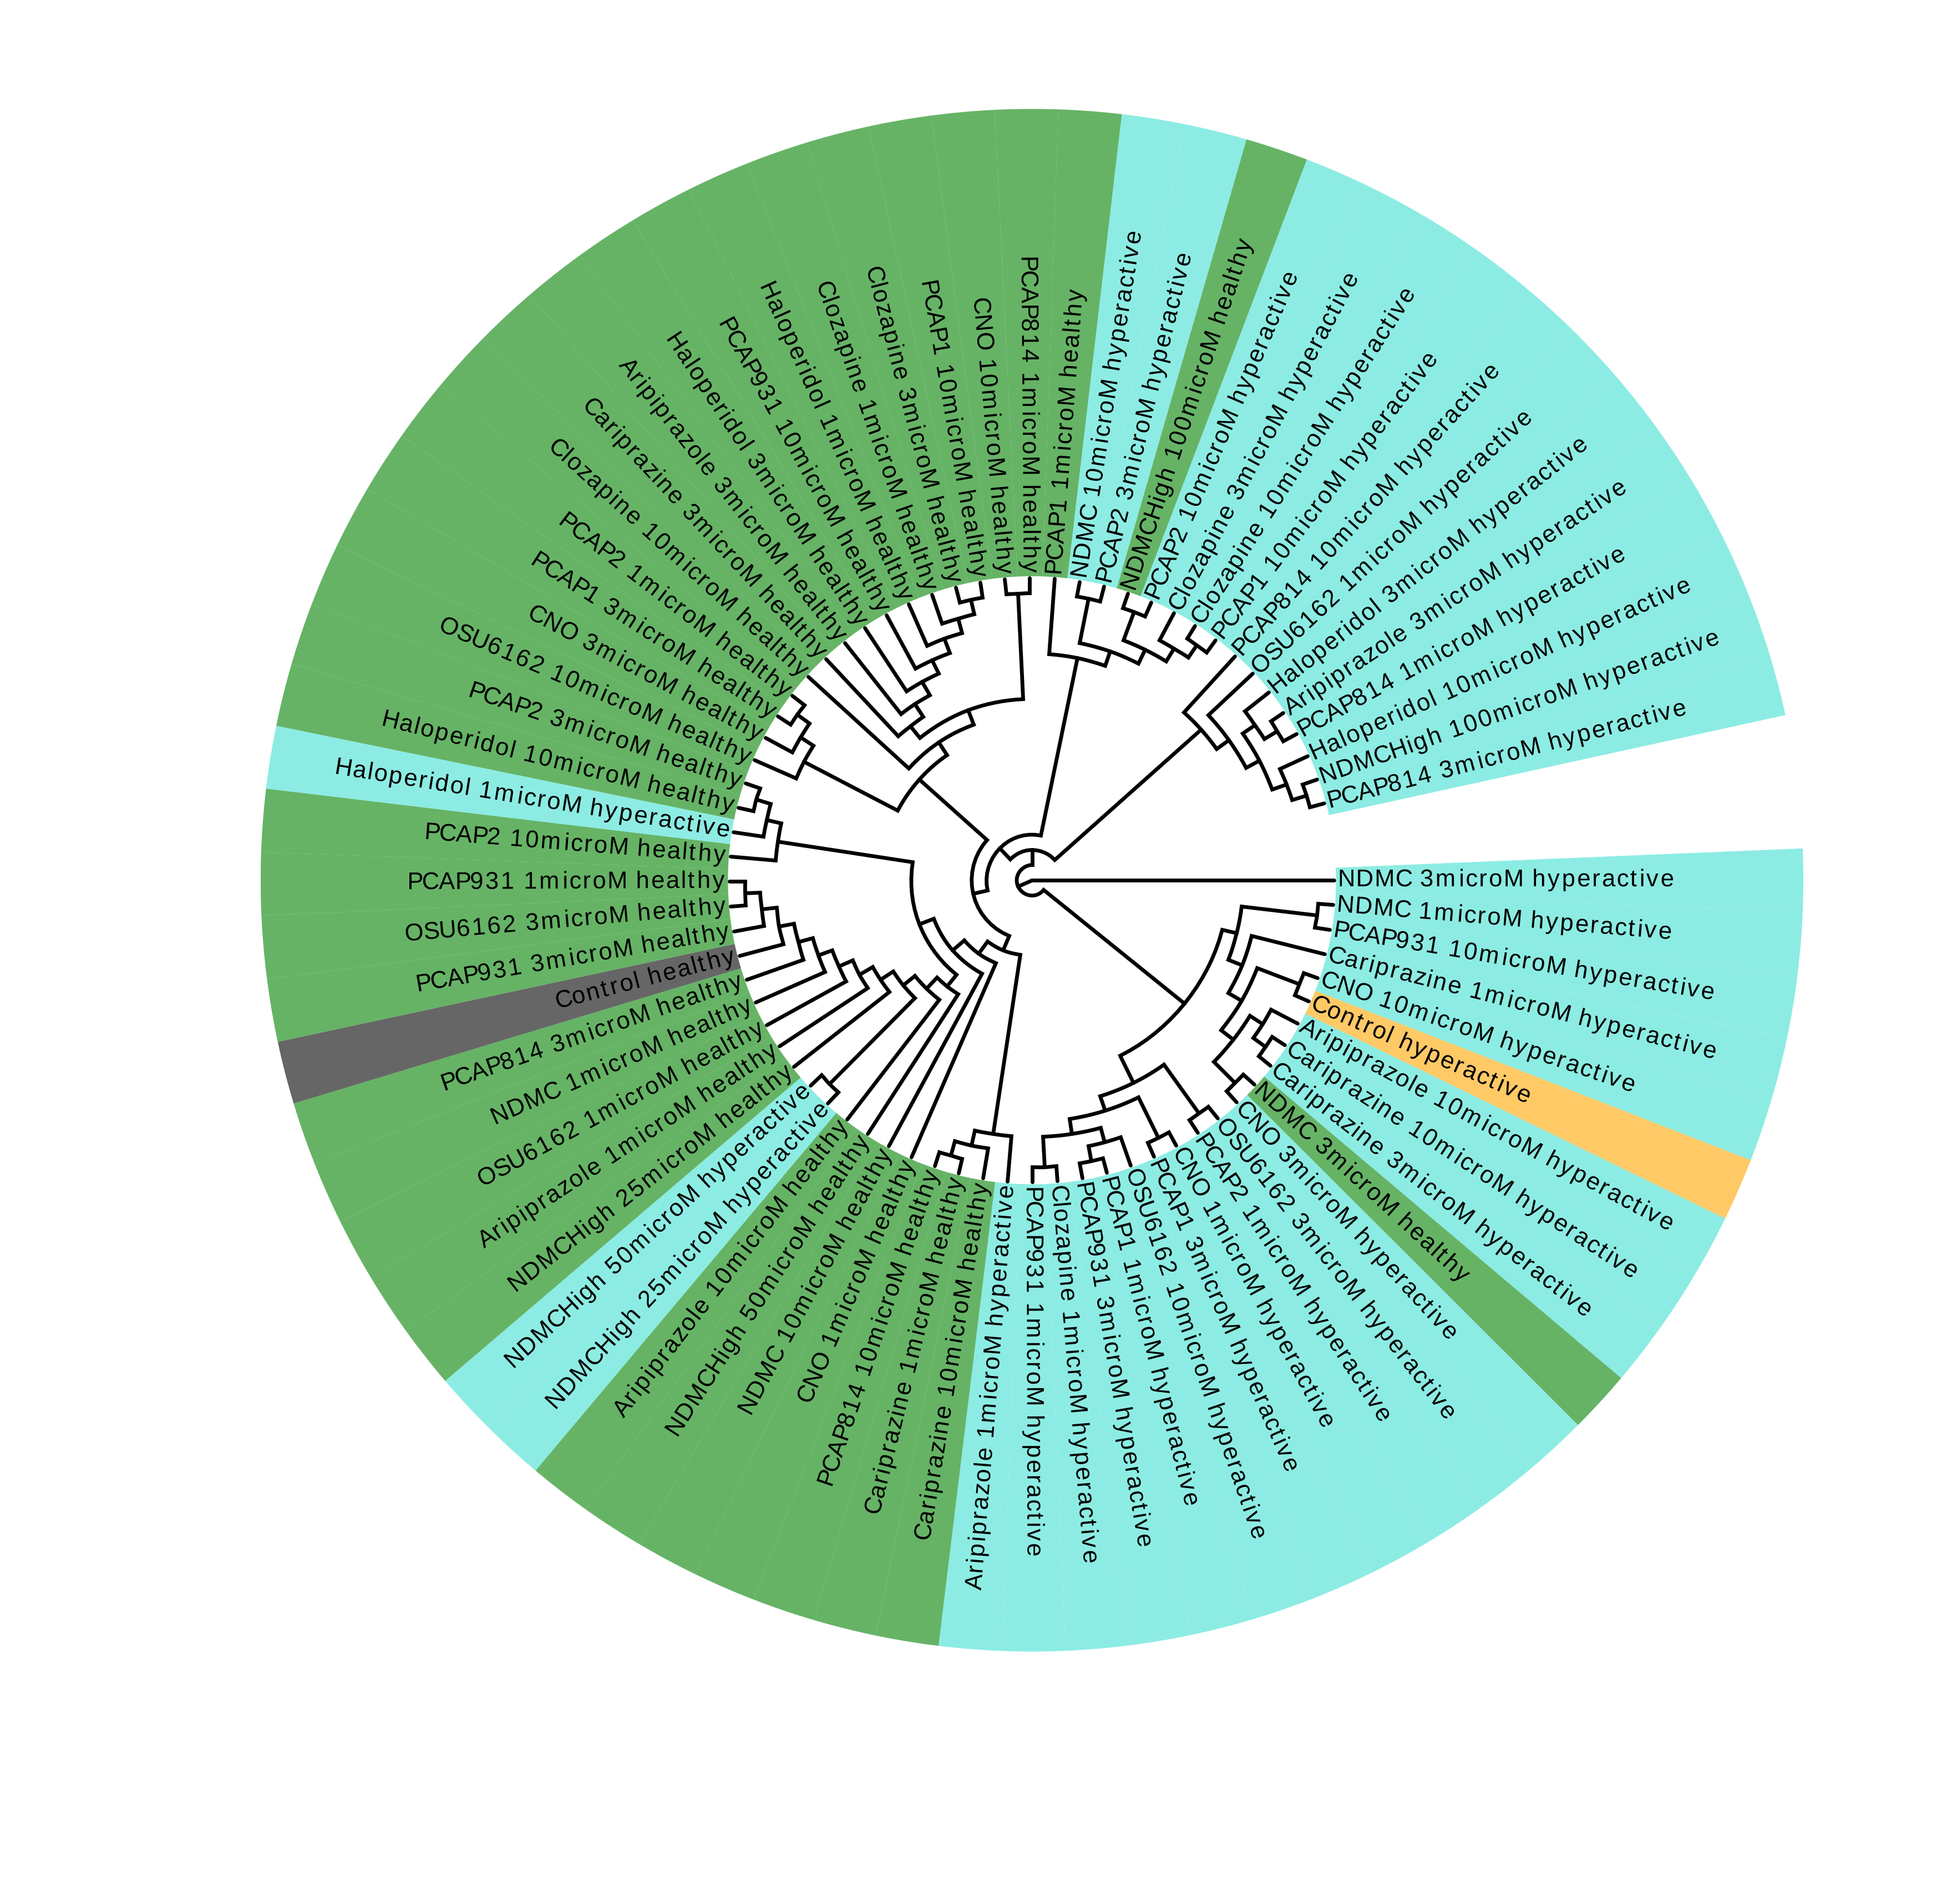 NDMC 3microM hyperactive
NDMC 1microM hyperactive
PCAP931 10microM hyperactive
Cariprazine 1microM hyperactive
CNO 10microM hyperactive
Control hyperactive
Aripiprazole 10microM hyperactive
Cariprazine 10microM hyperactive
Cariprazine 3microM hyperactive
NDMC 3microM healthy
CNO 3microM hyperactive
OSU6162 3microM hyperactive
PCAP2 1microM hyperactive
CNO 1microM hyperactive
PCAP1 3microM hyperactive
OSU6162 10microM hyperactive
PCAP1 1microM hyperactive
PCAP931 3microM hyperactive
Clozapine 1microM hyperactive
PCAP931 1microM hyperactive
Aripiprazole 1microM hyperactive
Cariprazine 10microM healthy
Cariprazine 1microM healthy
PCAP814 10microM healthy
CNO 1microM healthy
NDMC 10microM healthy
NDMCHigh 50microM healthy
Aripiprazole 10microM healthy
NDMCHigh 25microM hyperactive
NDMCHigh 50microM hyperactive
NDMCHigh 25microM healthy
Aripiprazole 1microM healthy
OSU6162 1microM healthy
NDMC 1microM healthy
PCAP814 3microM healthy
Control healthy
PCAP931 3microM healthy
OSU6162 3microM healthy
PCAP931 1microM healthy
PCAP2 10microM healthy
Haloperidol 1microM hyperactive
Haloperidol 10microM healthy
PCAP2 3microM healthy
OSU6162 10microM healthy
CNO 3microM healthy
PCAP1 3microM healthy
PCAP2 1microM healthy
Clozapine 10microM healthy
Cariprazine 3microM healthy
Aripiprazole 3microM healthy
Haloperidol 3microM healthy
PCAP931 10microM healthy
Haloperidol 1microM healthy
Clozapine 1microM healthy
Clozapine 3microM healthy
PCAP1 10microM healthy
CNO 10microM healthy
PCAP814 1microM healthy
PCAP1 1microM healthy
NDMC 10microM hyperactive
PCAP2 3microM hyperactive
NDMCHigh 100microM healthy
PCAP2 10microM hyperactive
Clozapine 3microM hyperactive
Clozapine 10microM hyperactive
PCAP1 10microM hyperactive
PCAP814 10microM hyperactive
OSU6162 1microM hyperactive
Haloperidol 3microM hyperactive
Aripiprazole 3microM hyperactive
PCAP814 1microM hyperactive
Haloperidol 10microM hyperactive
NDMCHigh 100microM hyperactive
PCAP814 3microM hyperactive